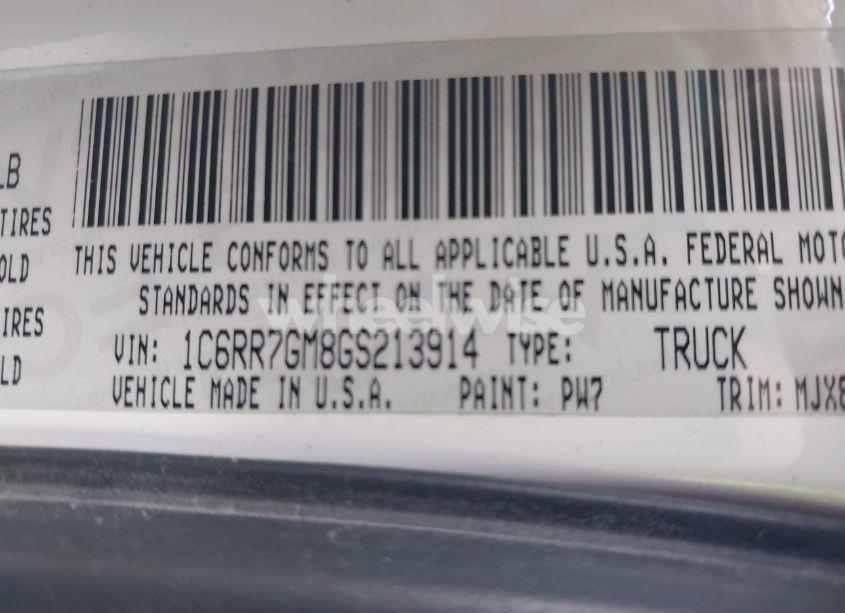 LB
TIRES
OLD
IRES
LD
THIS VEHICLE CONFORMS TO ALL APPLICABLE U.S.A. FEDERAL MOTO
STANDARDS IN EFFECT ON THE DATE OF MANUFACTURE SHOWN
VIN: 1C6RR7GM8GS213914 TYPE: TRUCK
VEHICLE MADE IN U.S.A. PAINT: PW7 TRIM: MJX8
wheelwise